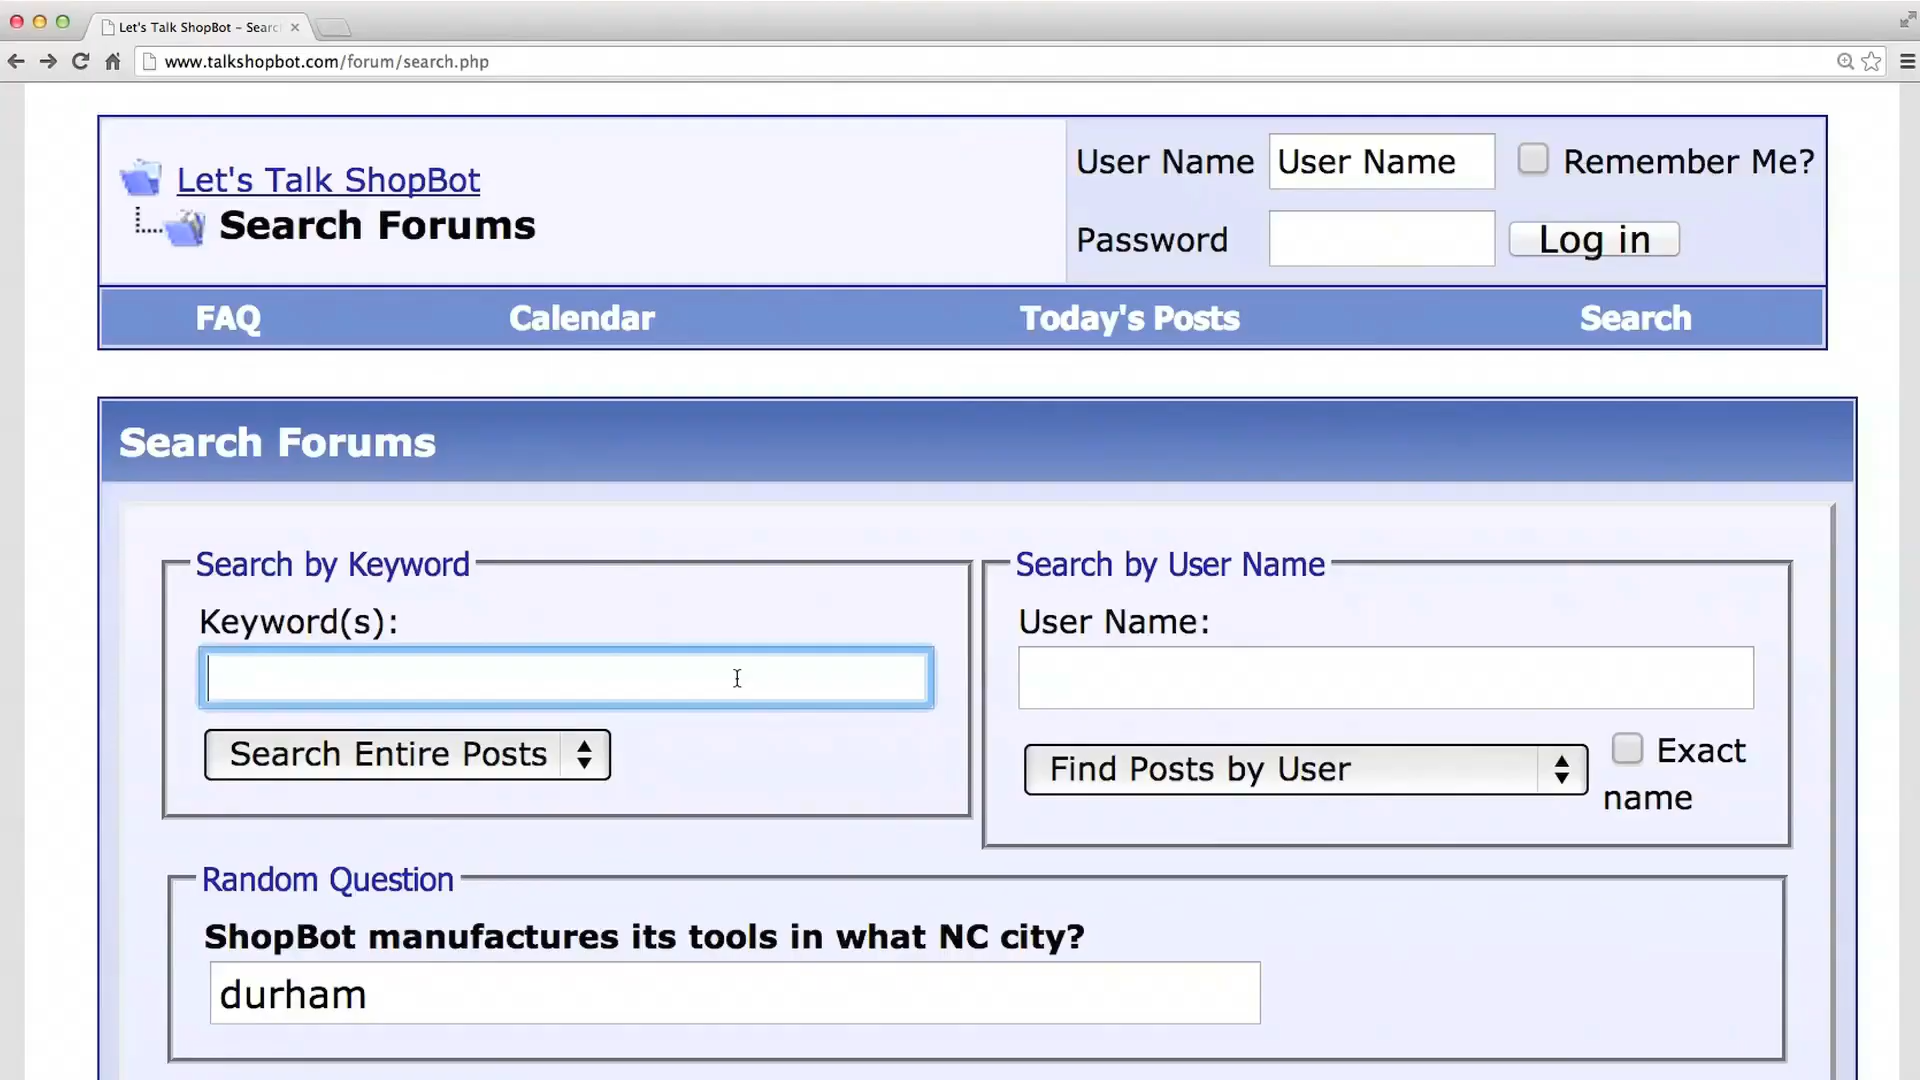 Let's Talk ShopBot – Searc
www.talkshopbot.com/forum/search.php
Let's Talk ShopBot
Search Forums
User Name User Name Remember Me?
Password Log in
FAQ Calendar Today's Posts Search
Search Forums
Search by Keyword
Keyword(s):
Search Entire Posts
Search by User Name
User Name:
Find Posts by User
Exact
name
Random Question
ShopBot manufactures its tools in what NC city?
durham